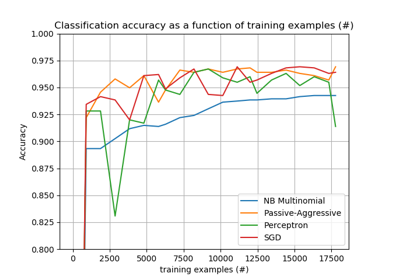 Classification accuracy as a function of training examples (#)
1.000
0.975
0.950
0.925
0.900
0.875
0.850
0.825
0.800
Accuracy
NB Multinomial
Passive-Aggressive
Perceptron
SGD
0 2500 5000 7500 10000 12500 15000 17500
training examples (#)